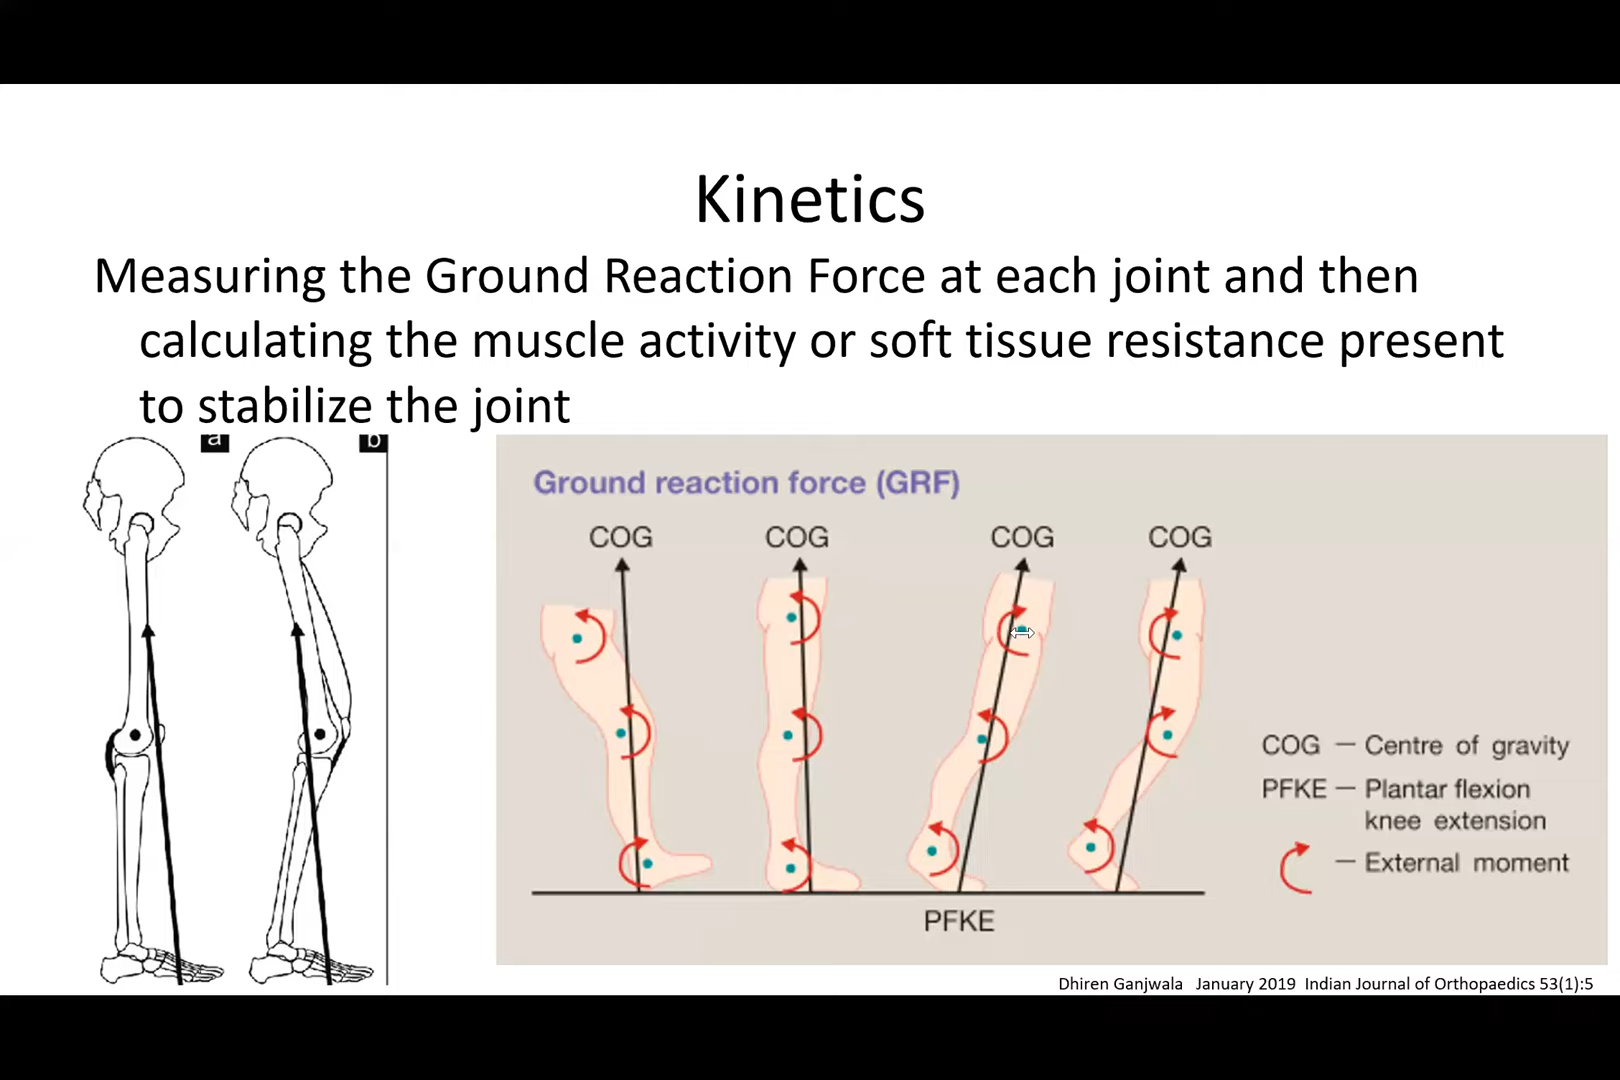 Kinetics
Measuring the Ground Reaction Force at each joint and then
calculating the muscle activity or soft tissue resistance present
to stabilize the joint
a
b
Ground reaction force (GRF)
COG COG COG COG
COG — Centre of gravity
PFKE — Plantar flexion
knee extension
— External moment
PFKE
Dhiren Ganjwala January 2019 Indian Journal of Orthopaedics 53(1):5